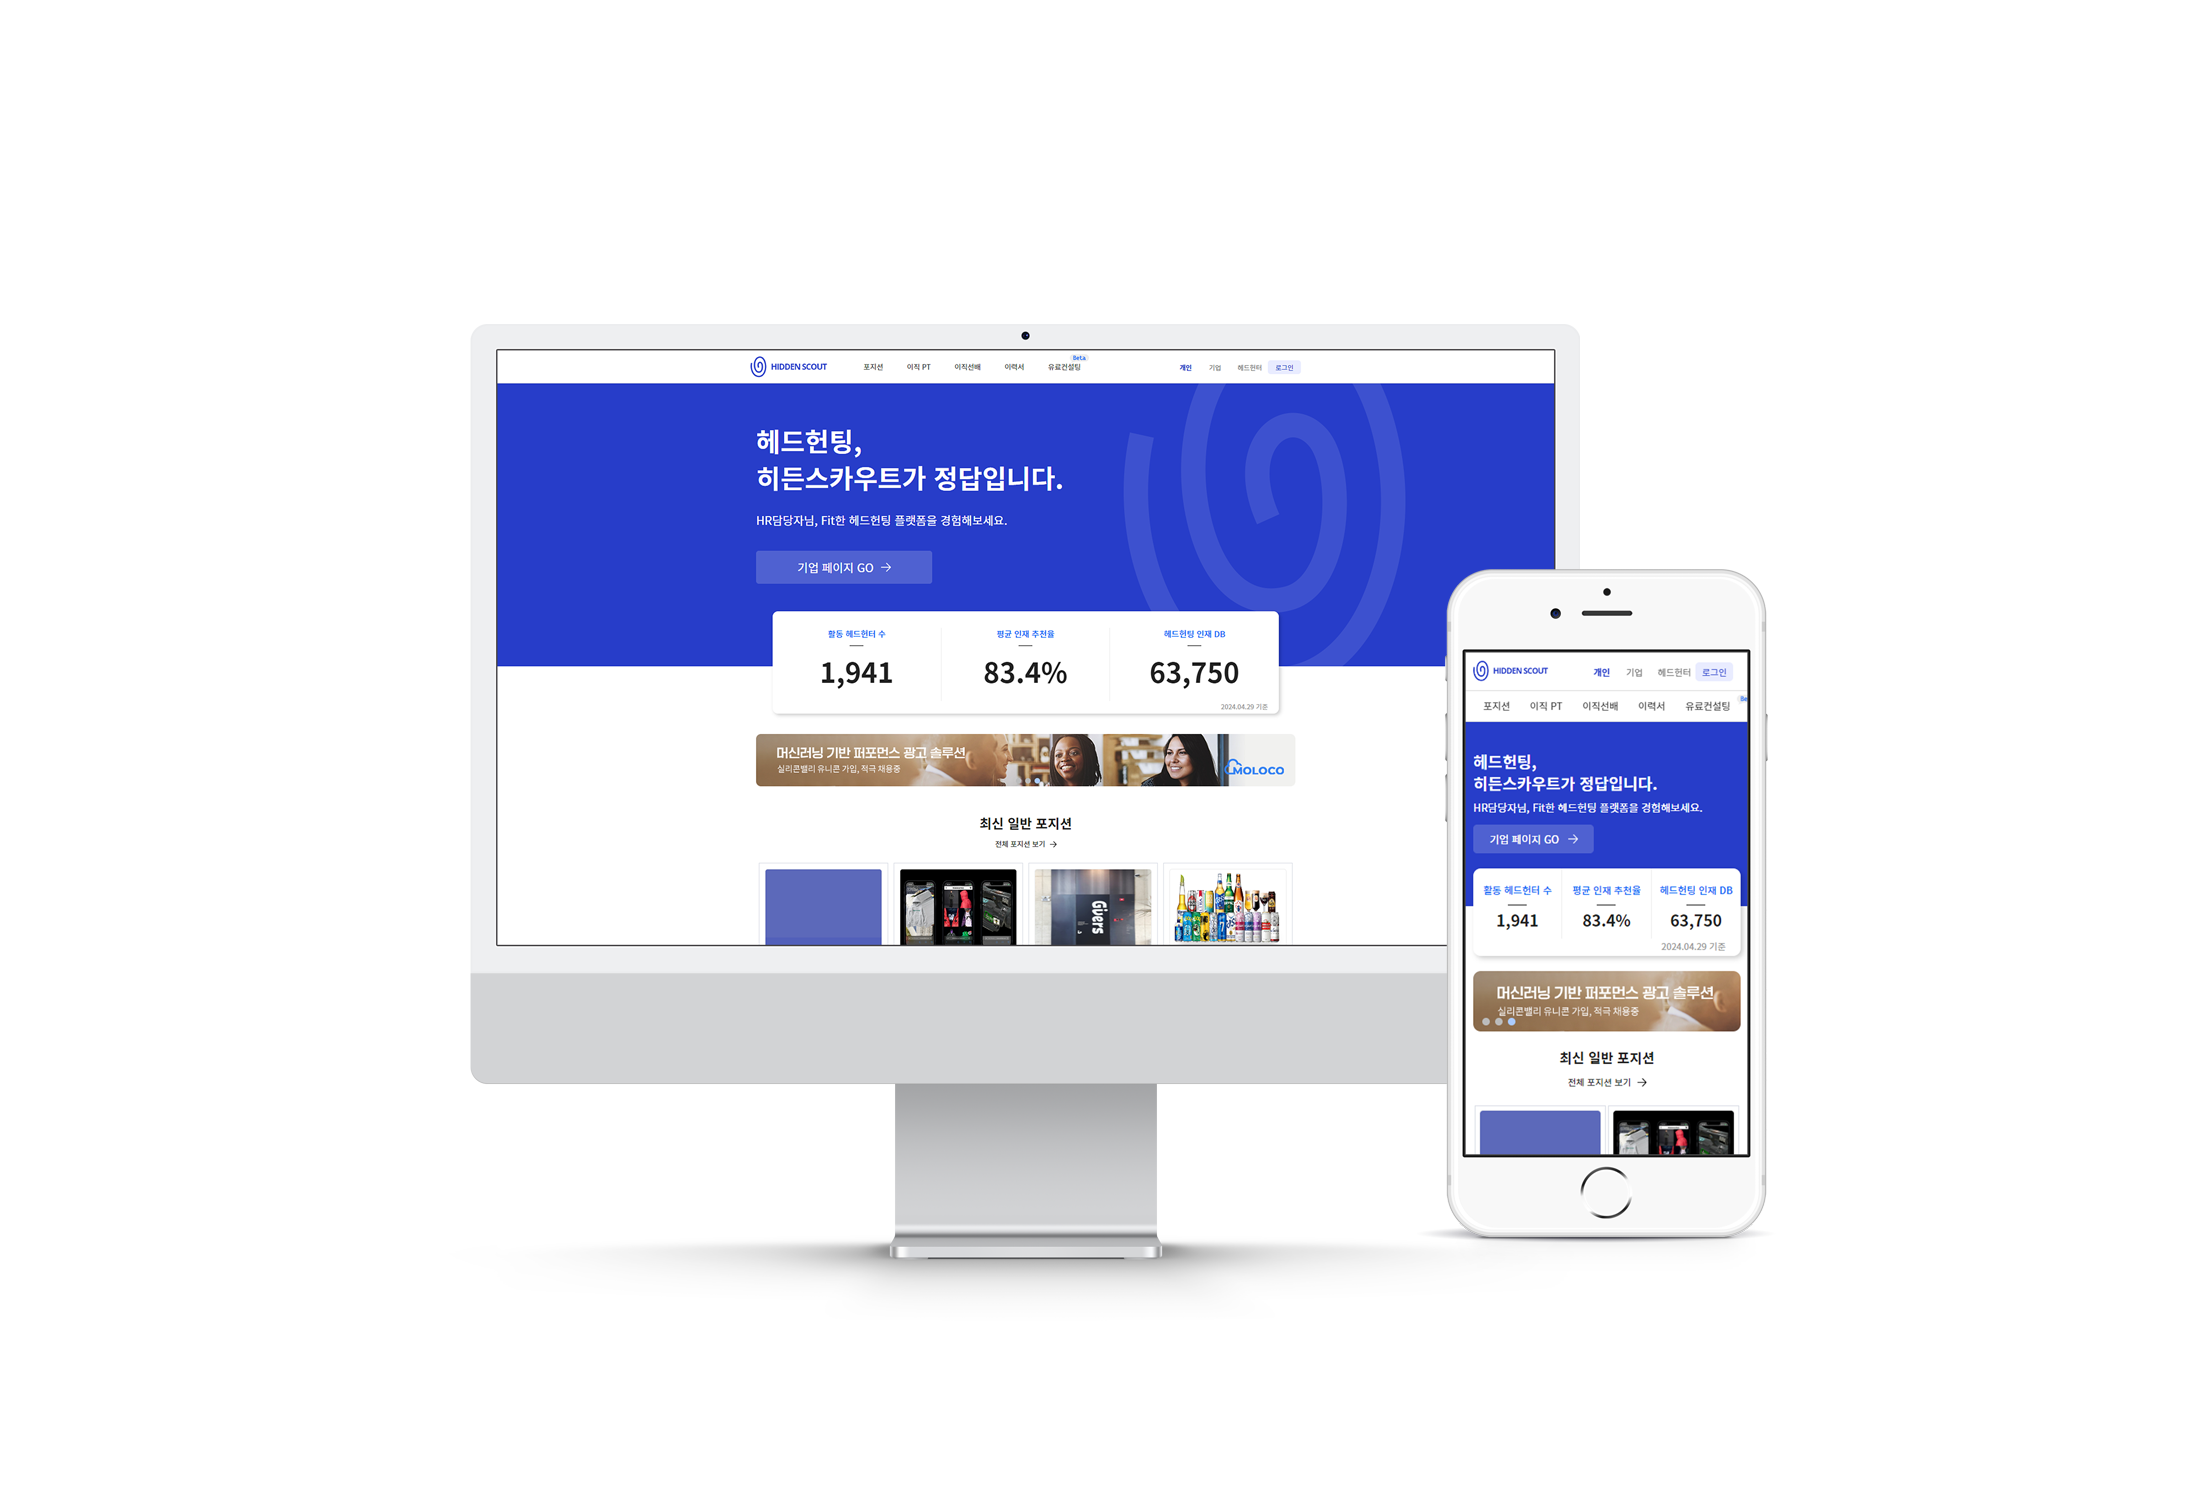 HIDDEN SCOUT 포지션 이직 PT 이직선배 이력서 유료컨설팅 Beta 개인 기업 헤드헌터 로그인
헤드헌팅,
히든스카우트가 정답입니다.
HR담당자님, Fit한 헤드헌팅 플랫폼을 경험해보세요.
기업 페이지 GO →
활동 헤드헌터 수 평균 인재 추천율 헤드헌팅 인재 DB
1,941 83.4% 63,750
2024.04.29 기준
머신러닝 기반 퍼포먼스 광고 솔루션
실리콘밸리 유니콘 가입, 적극 채용중
MOLOCO
최신 일반 포지션
전체 포지션 보기 →
Givers
HIDDEN SCOUT 개인 기업 헤드헌터 로그인
포지션 이직 PT 이직선배 이력서 유료컨설팅 Be
헤드헌팅,
히든스카우트가 정답입니다.
HR담당자님, Fit한 헤드헌팅 플랫폼을 경험해보세요.
기업 페이지 GO →
활동 헤드헌터 수 평균 인재 추천율 헤드헌팅 인재 DB
1,941 83.4% 63,750
2024.04.29 기준
머신러닝 기반 퍼포먼스 광고 솔루션
실리콘밸리 유니콘 가입, 적극 채용중
최신 일반 포지션
전체 포지션 보기 →